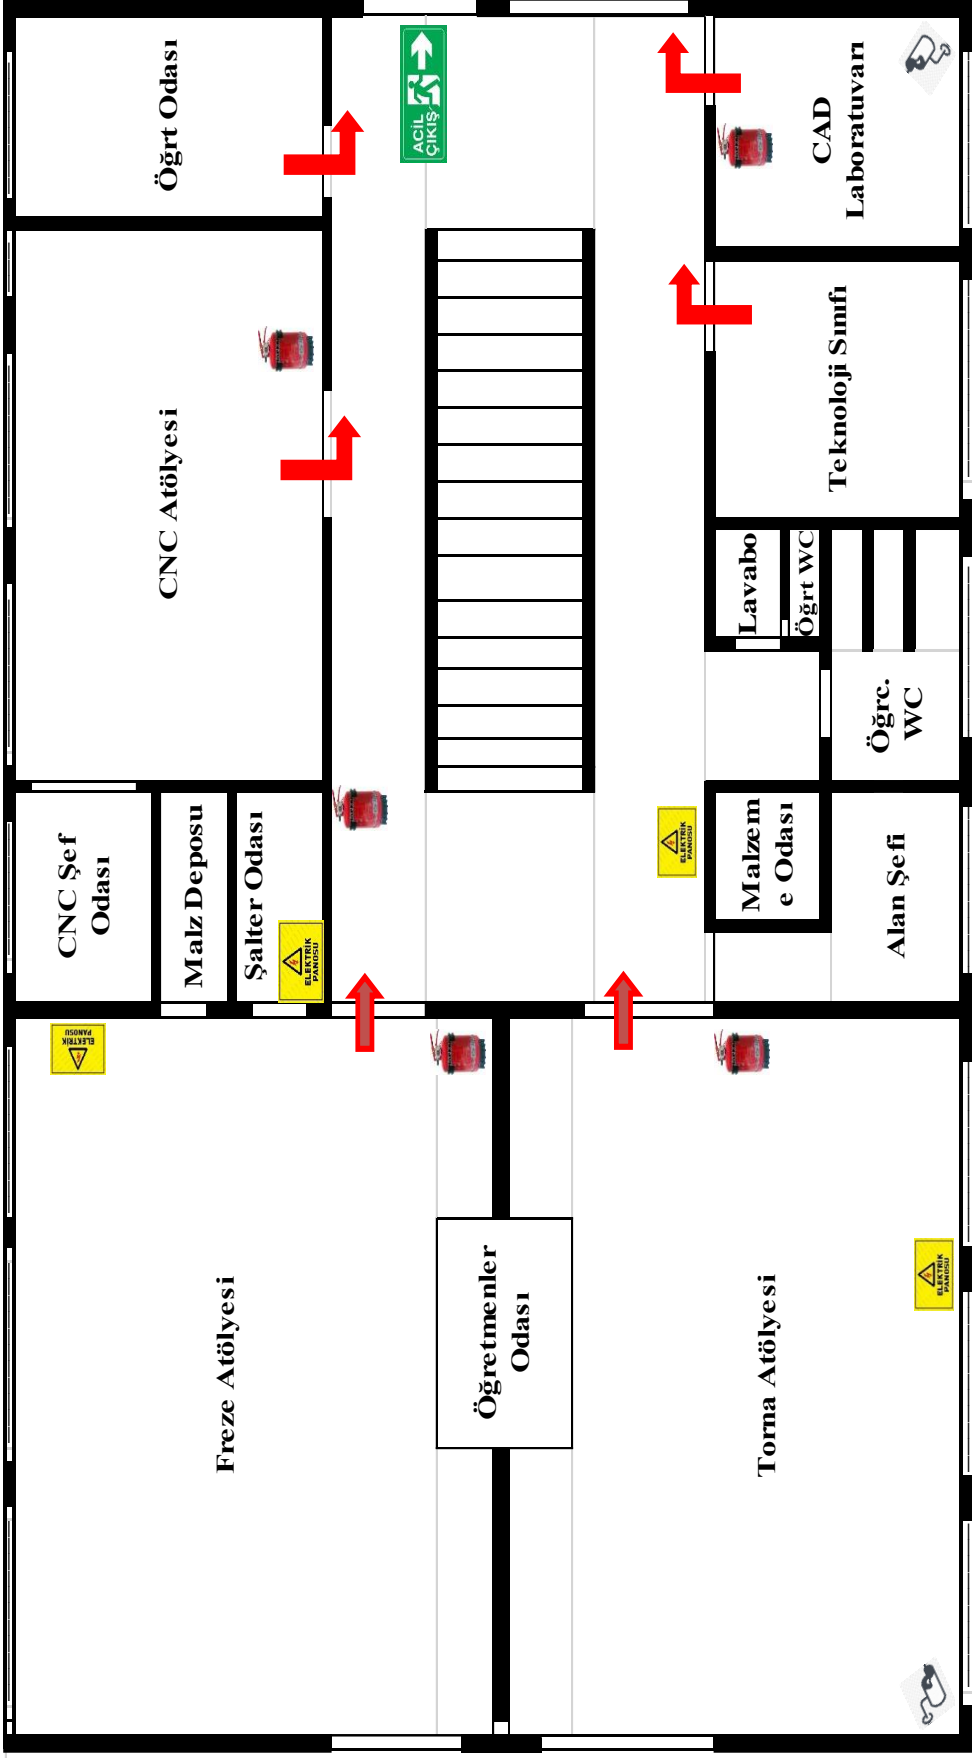 Öğrt Odası
ACİL
ÇIKIŞ
CAD
Laboratuvarı
CNC Atölyesi
Teknoloji Sınıfı
Lavabo
Öğrt WC
Öğrc.
WC
CNC Şef
Odası
Malz Deposu
Şalter Odası
ELEKTRİK
PANOSU
ELEKTRİK
PANOSU
Malzem
e Odası
Alan Şefi
ELEKTRİK
PANOSU
Öğretmenler
Odası
Freze Atölyesi
Torna Atölyesi
ELEKTRİK
PANOSU